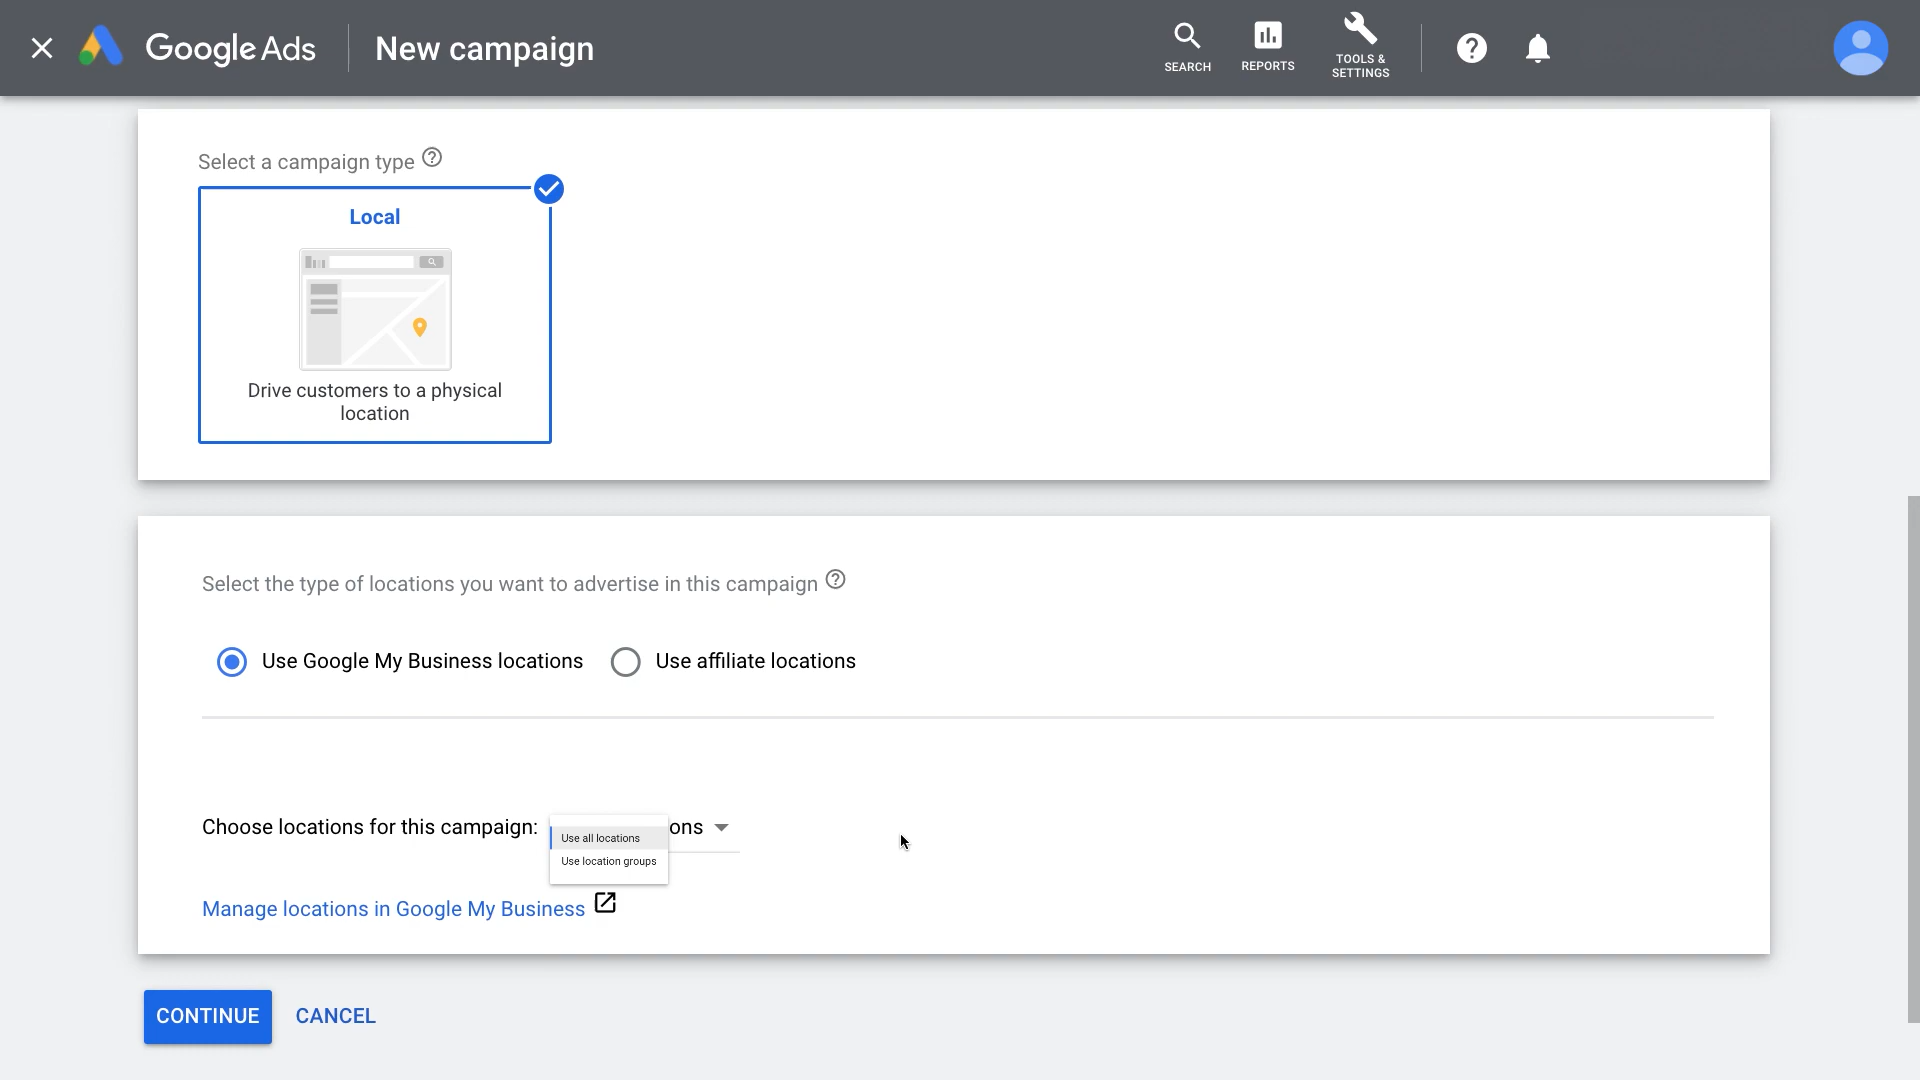 Google Ads
New campaign
SEARCH
REPORTS
TOOLS &
SETTINGS
Select a campaign type
Local
Drive customers to a physical
location
Select the type of locations you want to advertise in this campaign
Use Google My Business locations
Use affiliate locations
Choose locations for this campaign:
Use all locations
Use location groups
Manage locations in Google My Business
CONTINUE
CANCEL